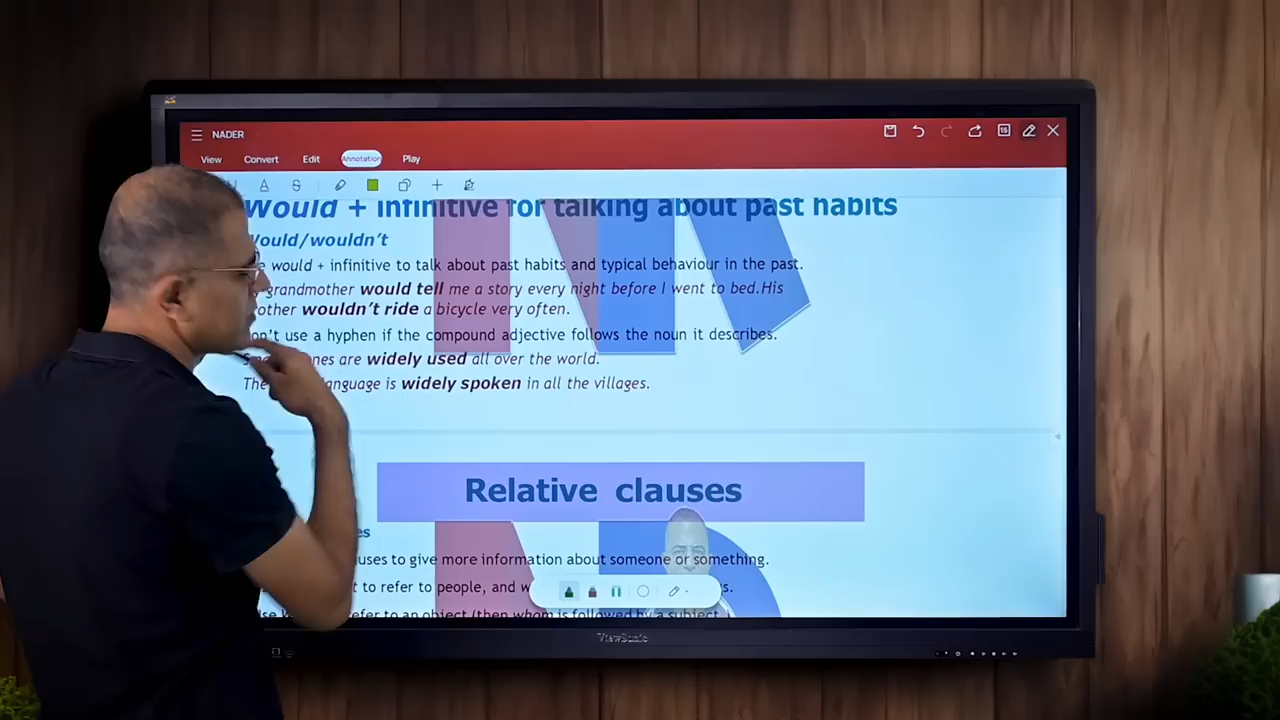 NADER
View Convert Edit Annotation Play
Would + infinitive for talking about past habits
Would/wouldn't
would + infinitive to talk about past habits and typical behaviour in the past.
grandmother would tell me a story every night before I went to bed.His
wouldn't ride a bicycle very often.
use a hyphen if the compound adjective follows the noun it describes.
are widely used all over the world.
The language is widely spoken in all the villages.
Relative clauses
to give more information about someone or something.
to refer to people, and
refer to an object (then whom is followed by a subject
ViewSonic